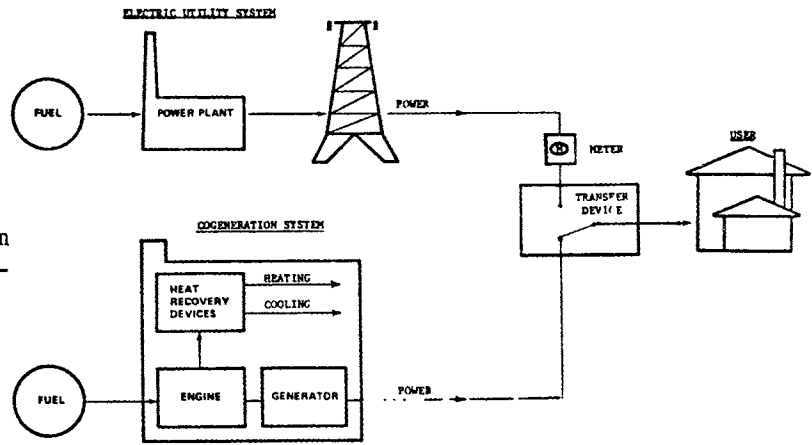 ELECTRIC UTILITY SYSTEM
FUEL
POWER PLANT
POWER
M
METER
USER
TRANSFER
DEVICE
COGENERATION SYSTEM
n
HEAT
RECOVERY
DEVICES
HEATING
COOLING
FUEL
ENGINE
GENERATOR
POWER